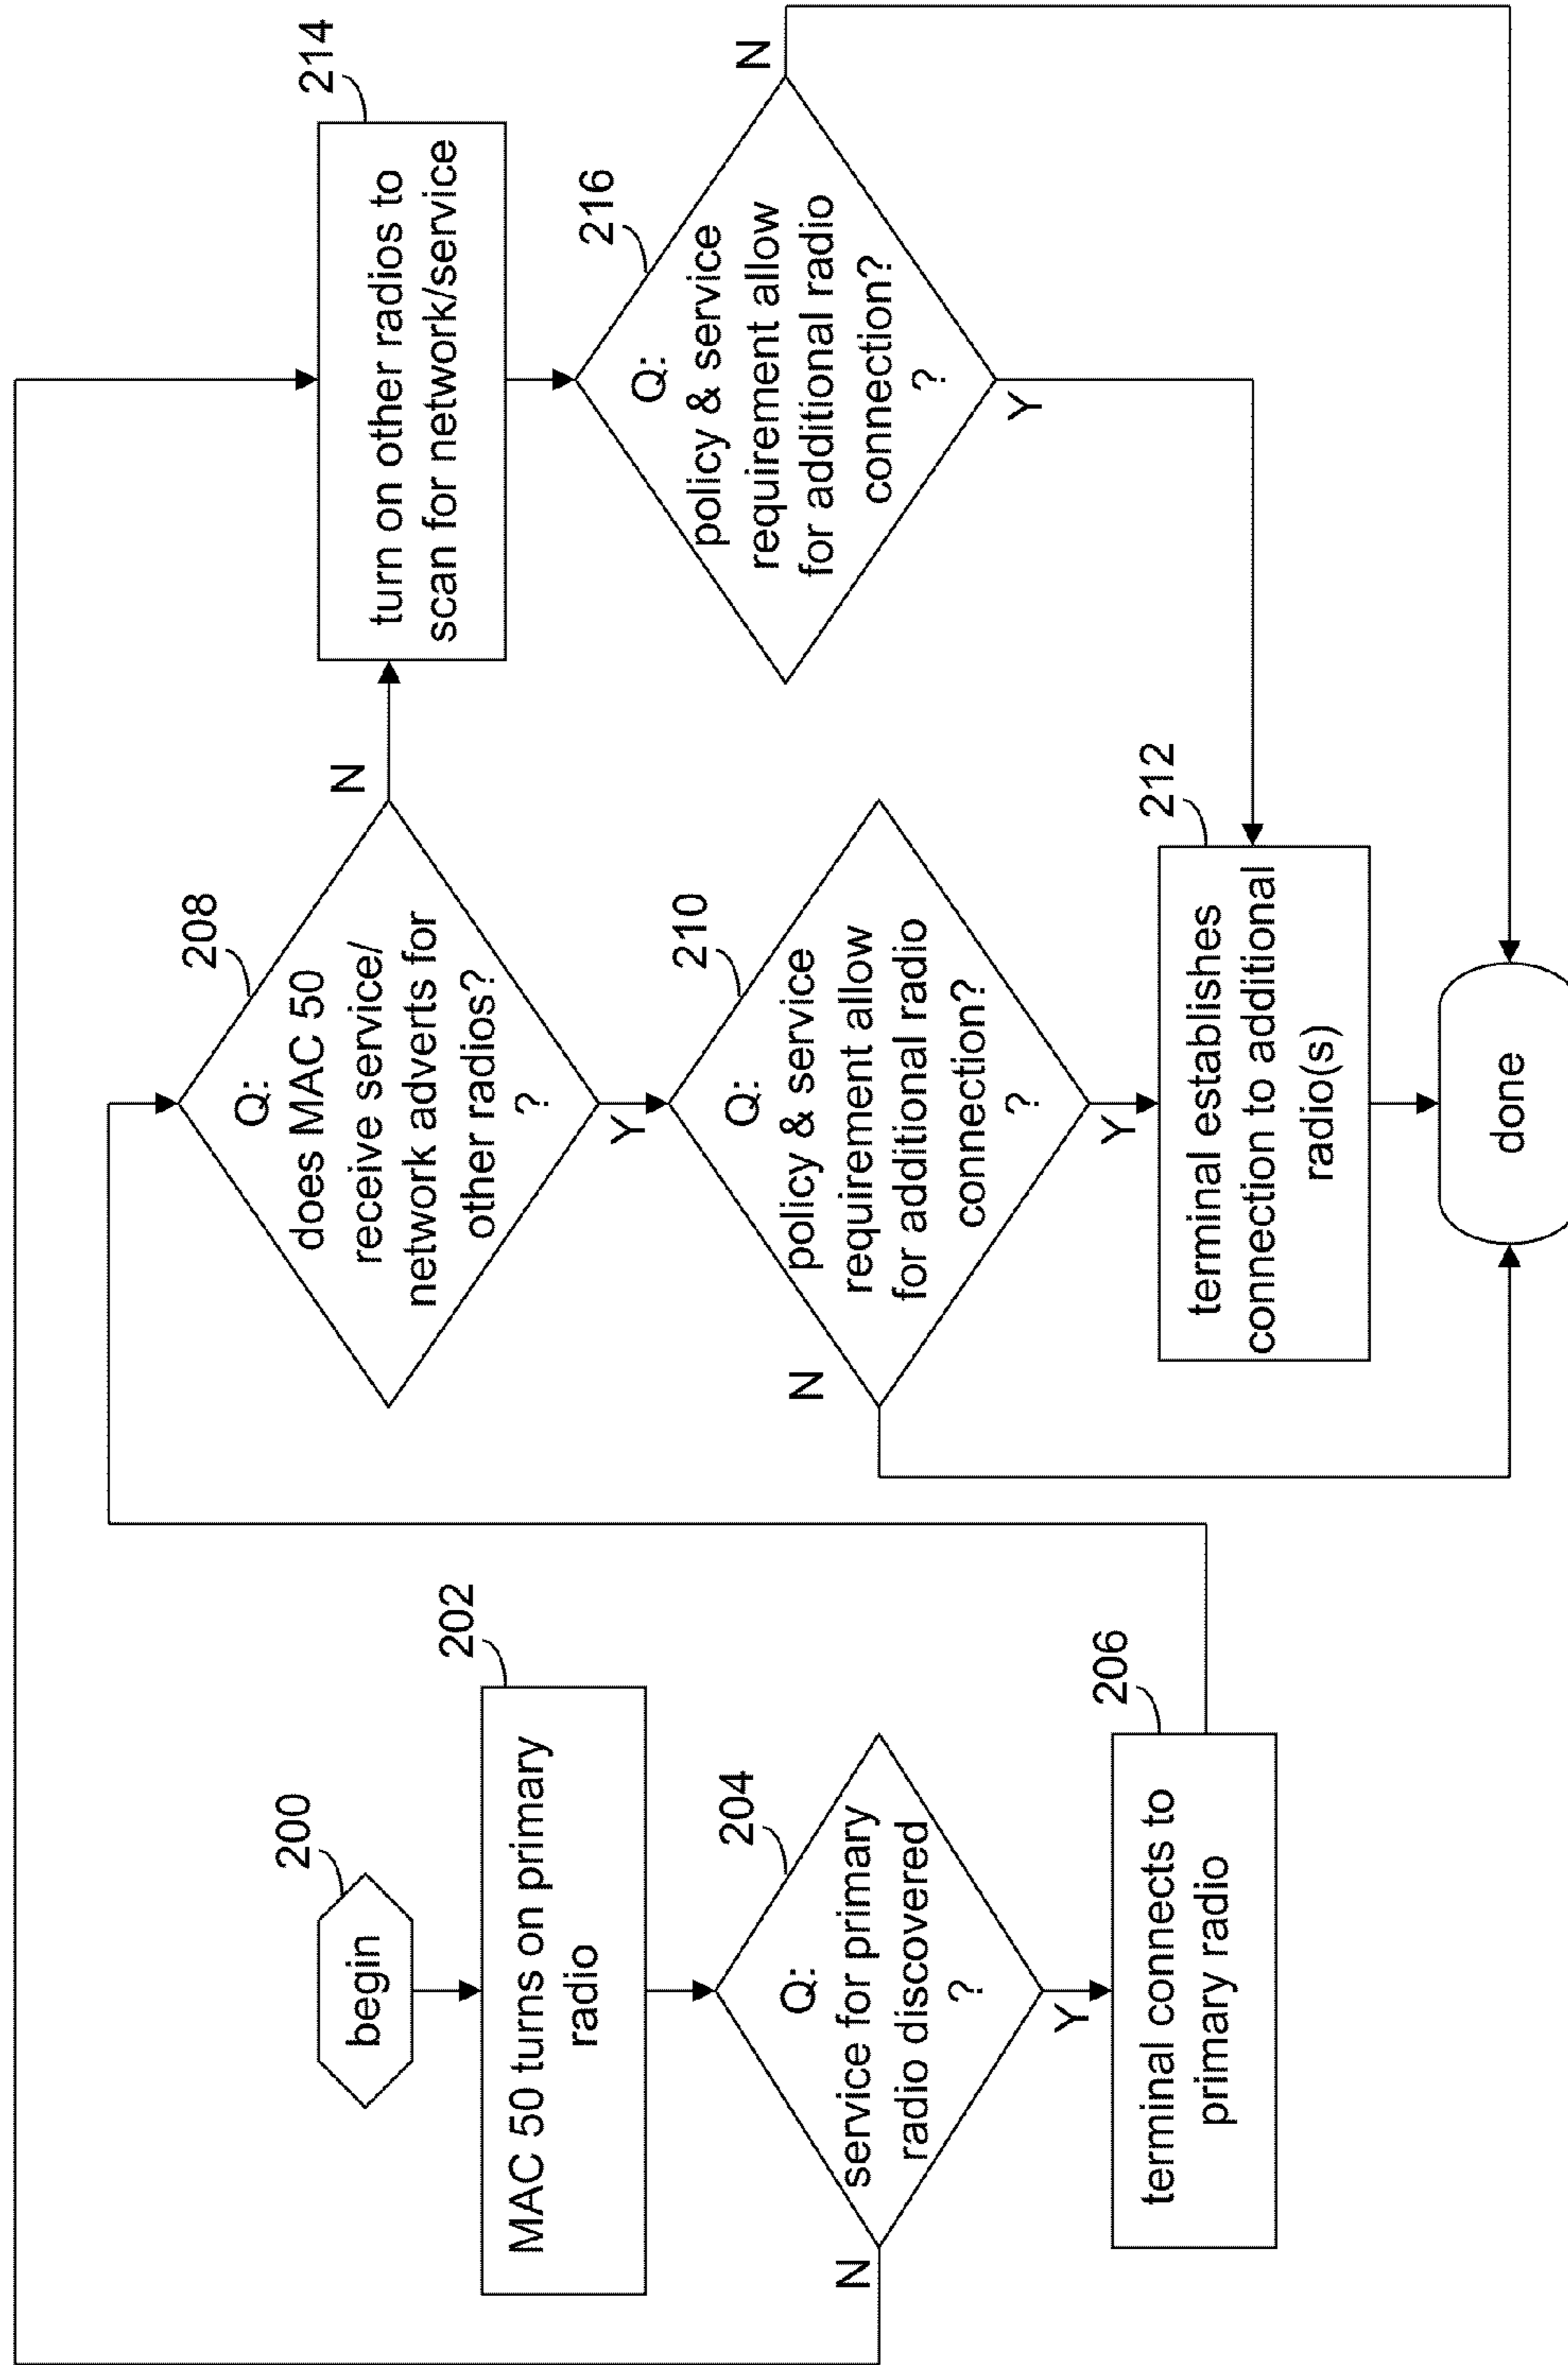 200
begin
202
MAC 50 turns on primary
radio
204
Q:
service for primary
radio discovered
?
N
Y
206
terminal connects to
primary radio
208
Q:
does MAC 50
receive service/
network adverts for
other radios?
?
N
Y
210
Q:
policy & service
requirement allow
for additional radio
connection?
?
N
Y
212
terminal establishes
connection to additional
radio(s)
done
214
turn on other radios to
scan for network/service
216
Q:
policy & service
requirement allow
for additional radio
connection?
?
N
Y